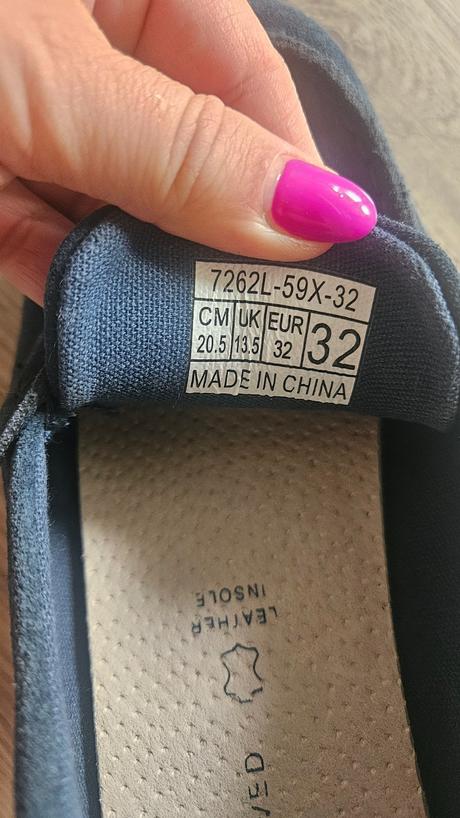 7262L-59X-32
CM UK EUR 32
20.5 13.5 32
MADE IN CHINA
LEATHER
INSOLE